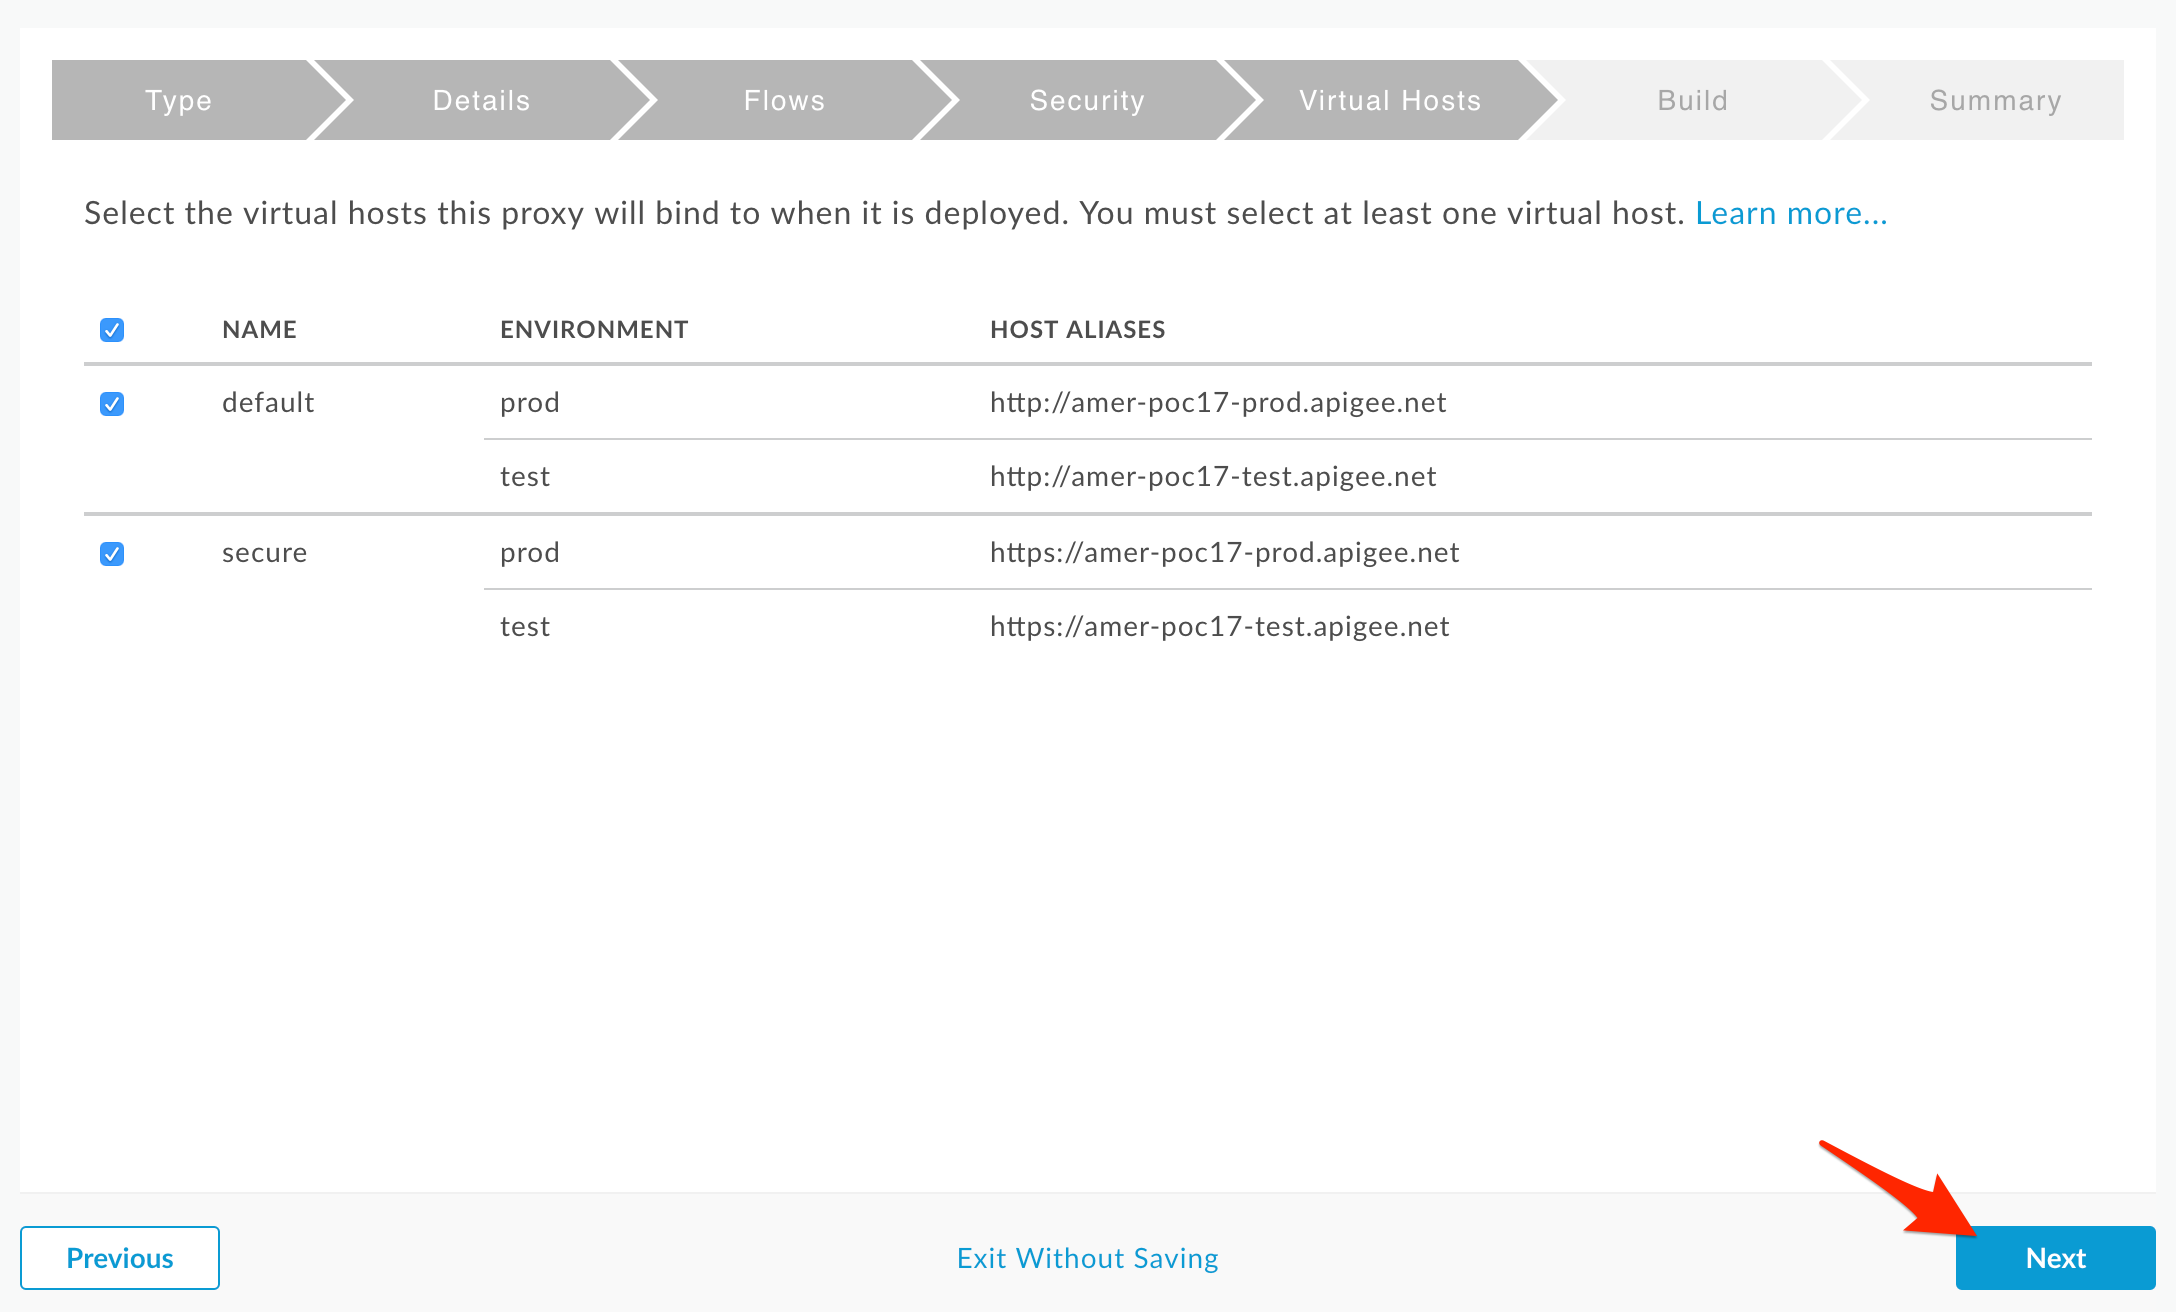 Type Details Flows Security Virtual Hosts Build Summary
Select the virtual hosts this proxy will bind to when it is deployed. You must select at least one virtual host. Learn more...
NAME ENVIRONMENT HOST ALIASES
default prod http://amer-poc17-prod.apigee.net
test http://amer-poc17-test.apigee.net
secure prod https://amer-poc17-prod.apigee.net
test https://amer-poc17-test.apigee.net
Previous Exit Without Saving Next